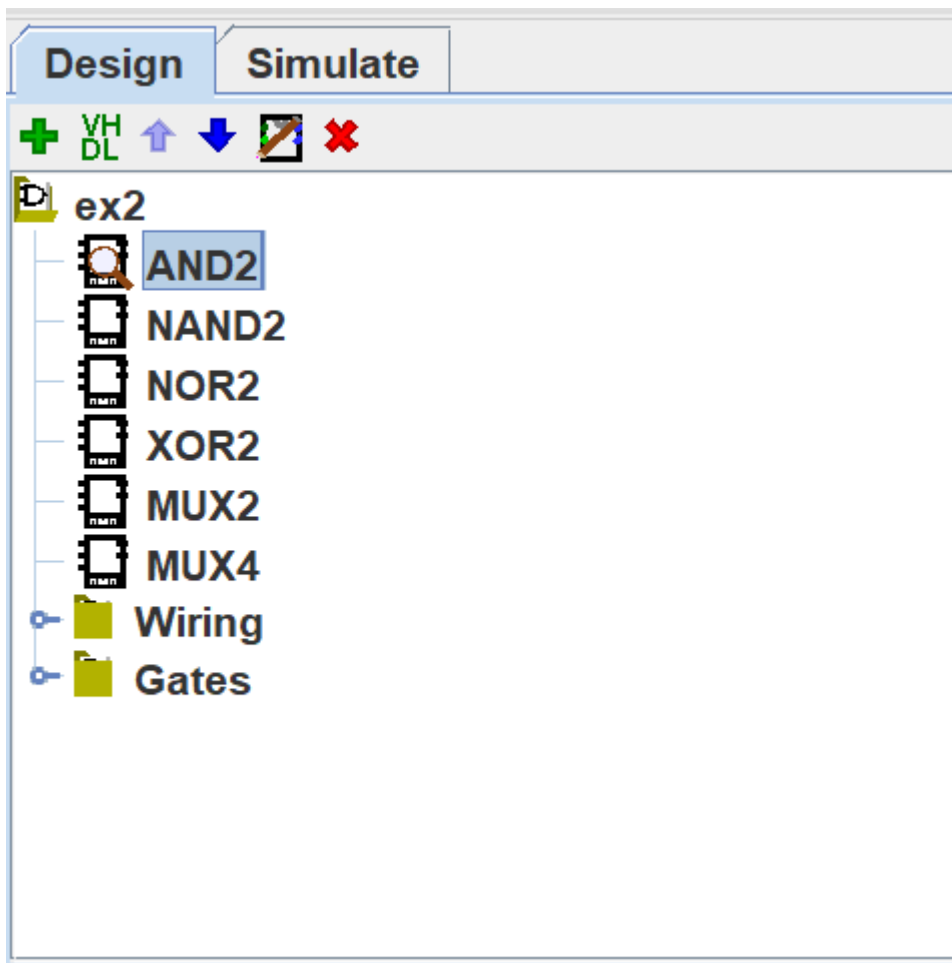 Design Simulate
VH
DL
ex2
AND2
NAND2
NOR2
XOR2
MUX2
MUX4
Wiring
Gates